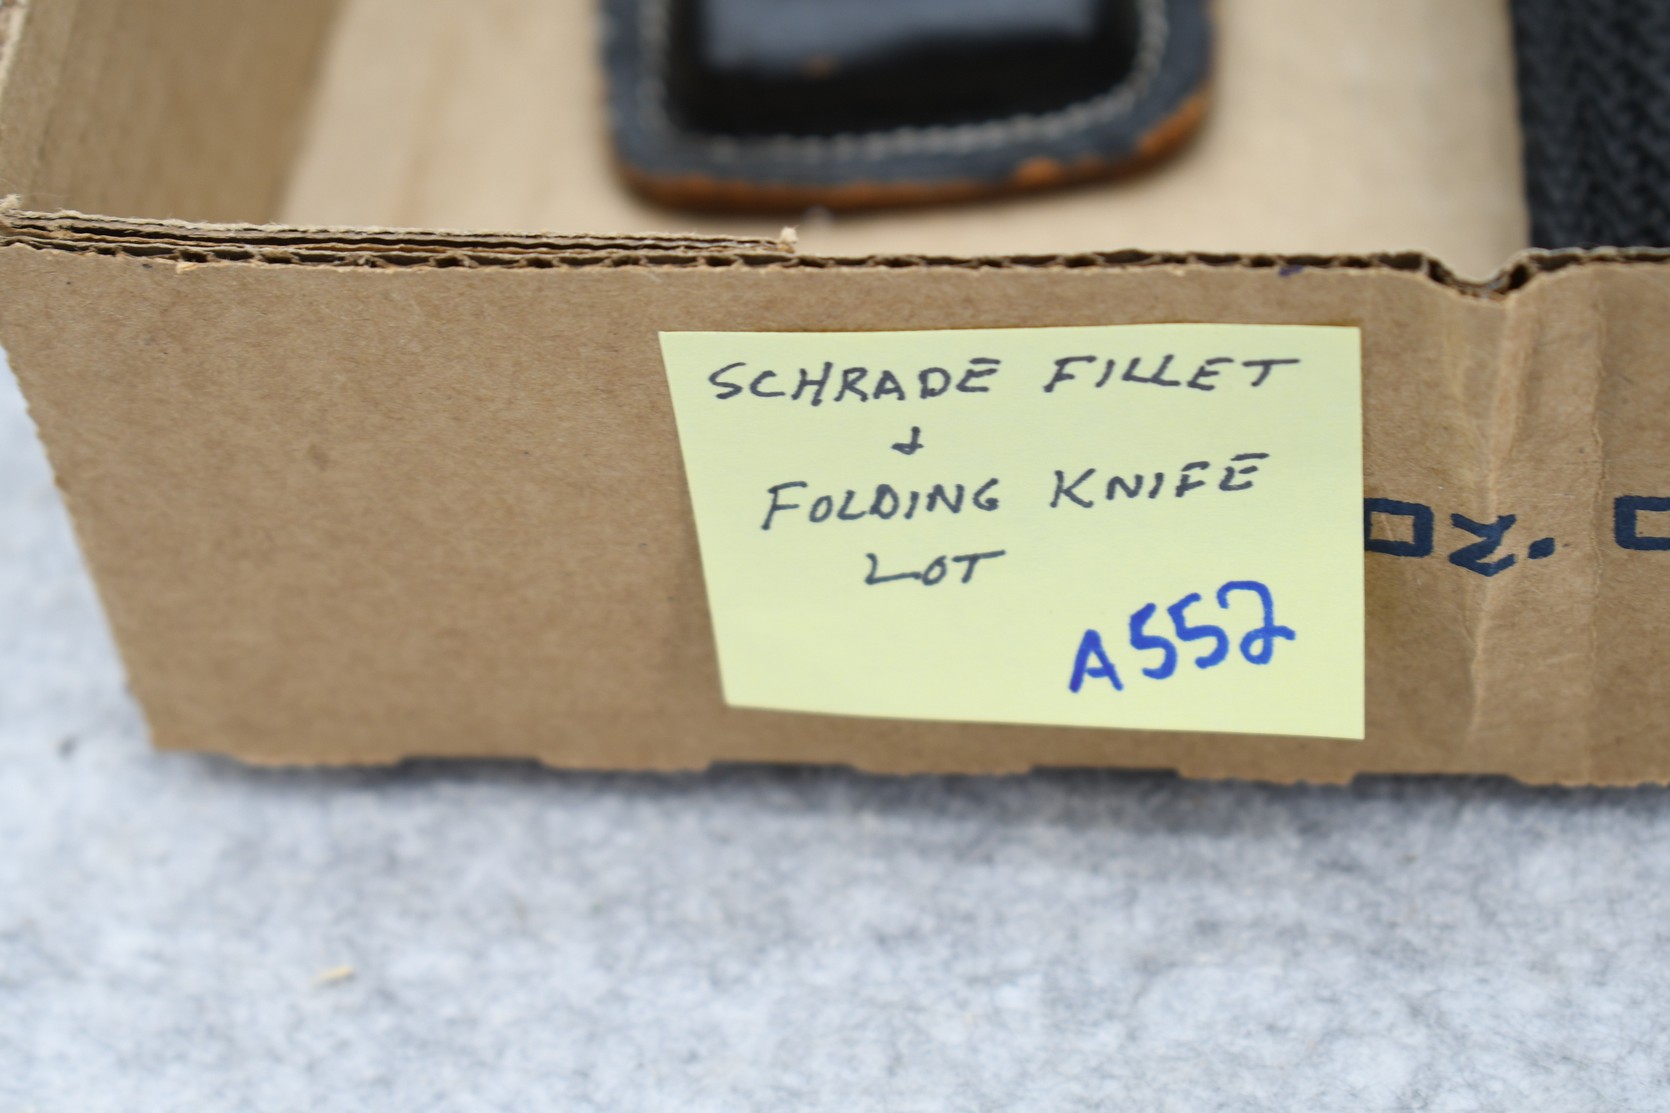 SCHRADE FILLET
&
FOLDING KNIFE
LOT
A552
OZ.